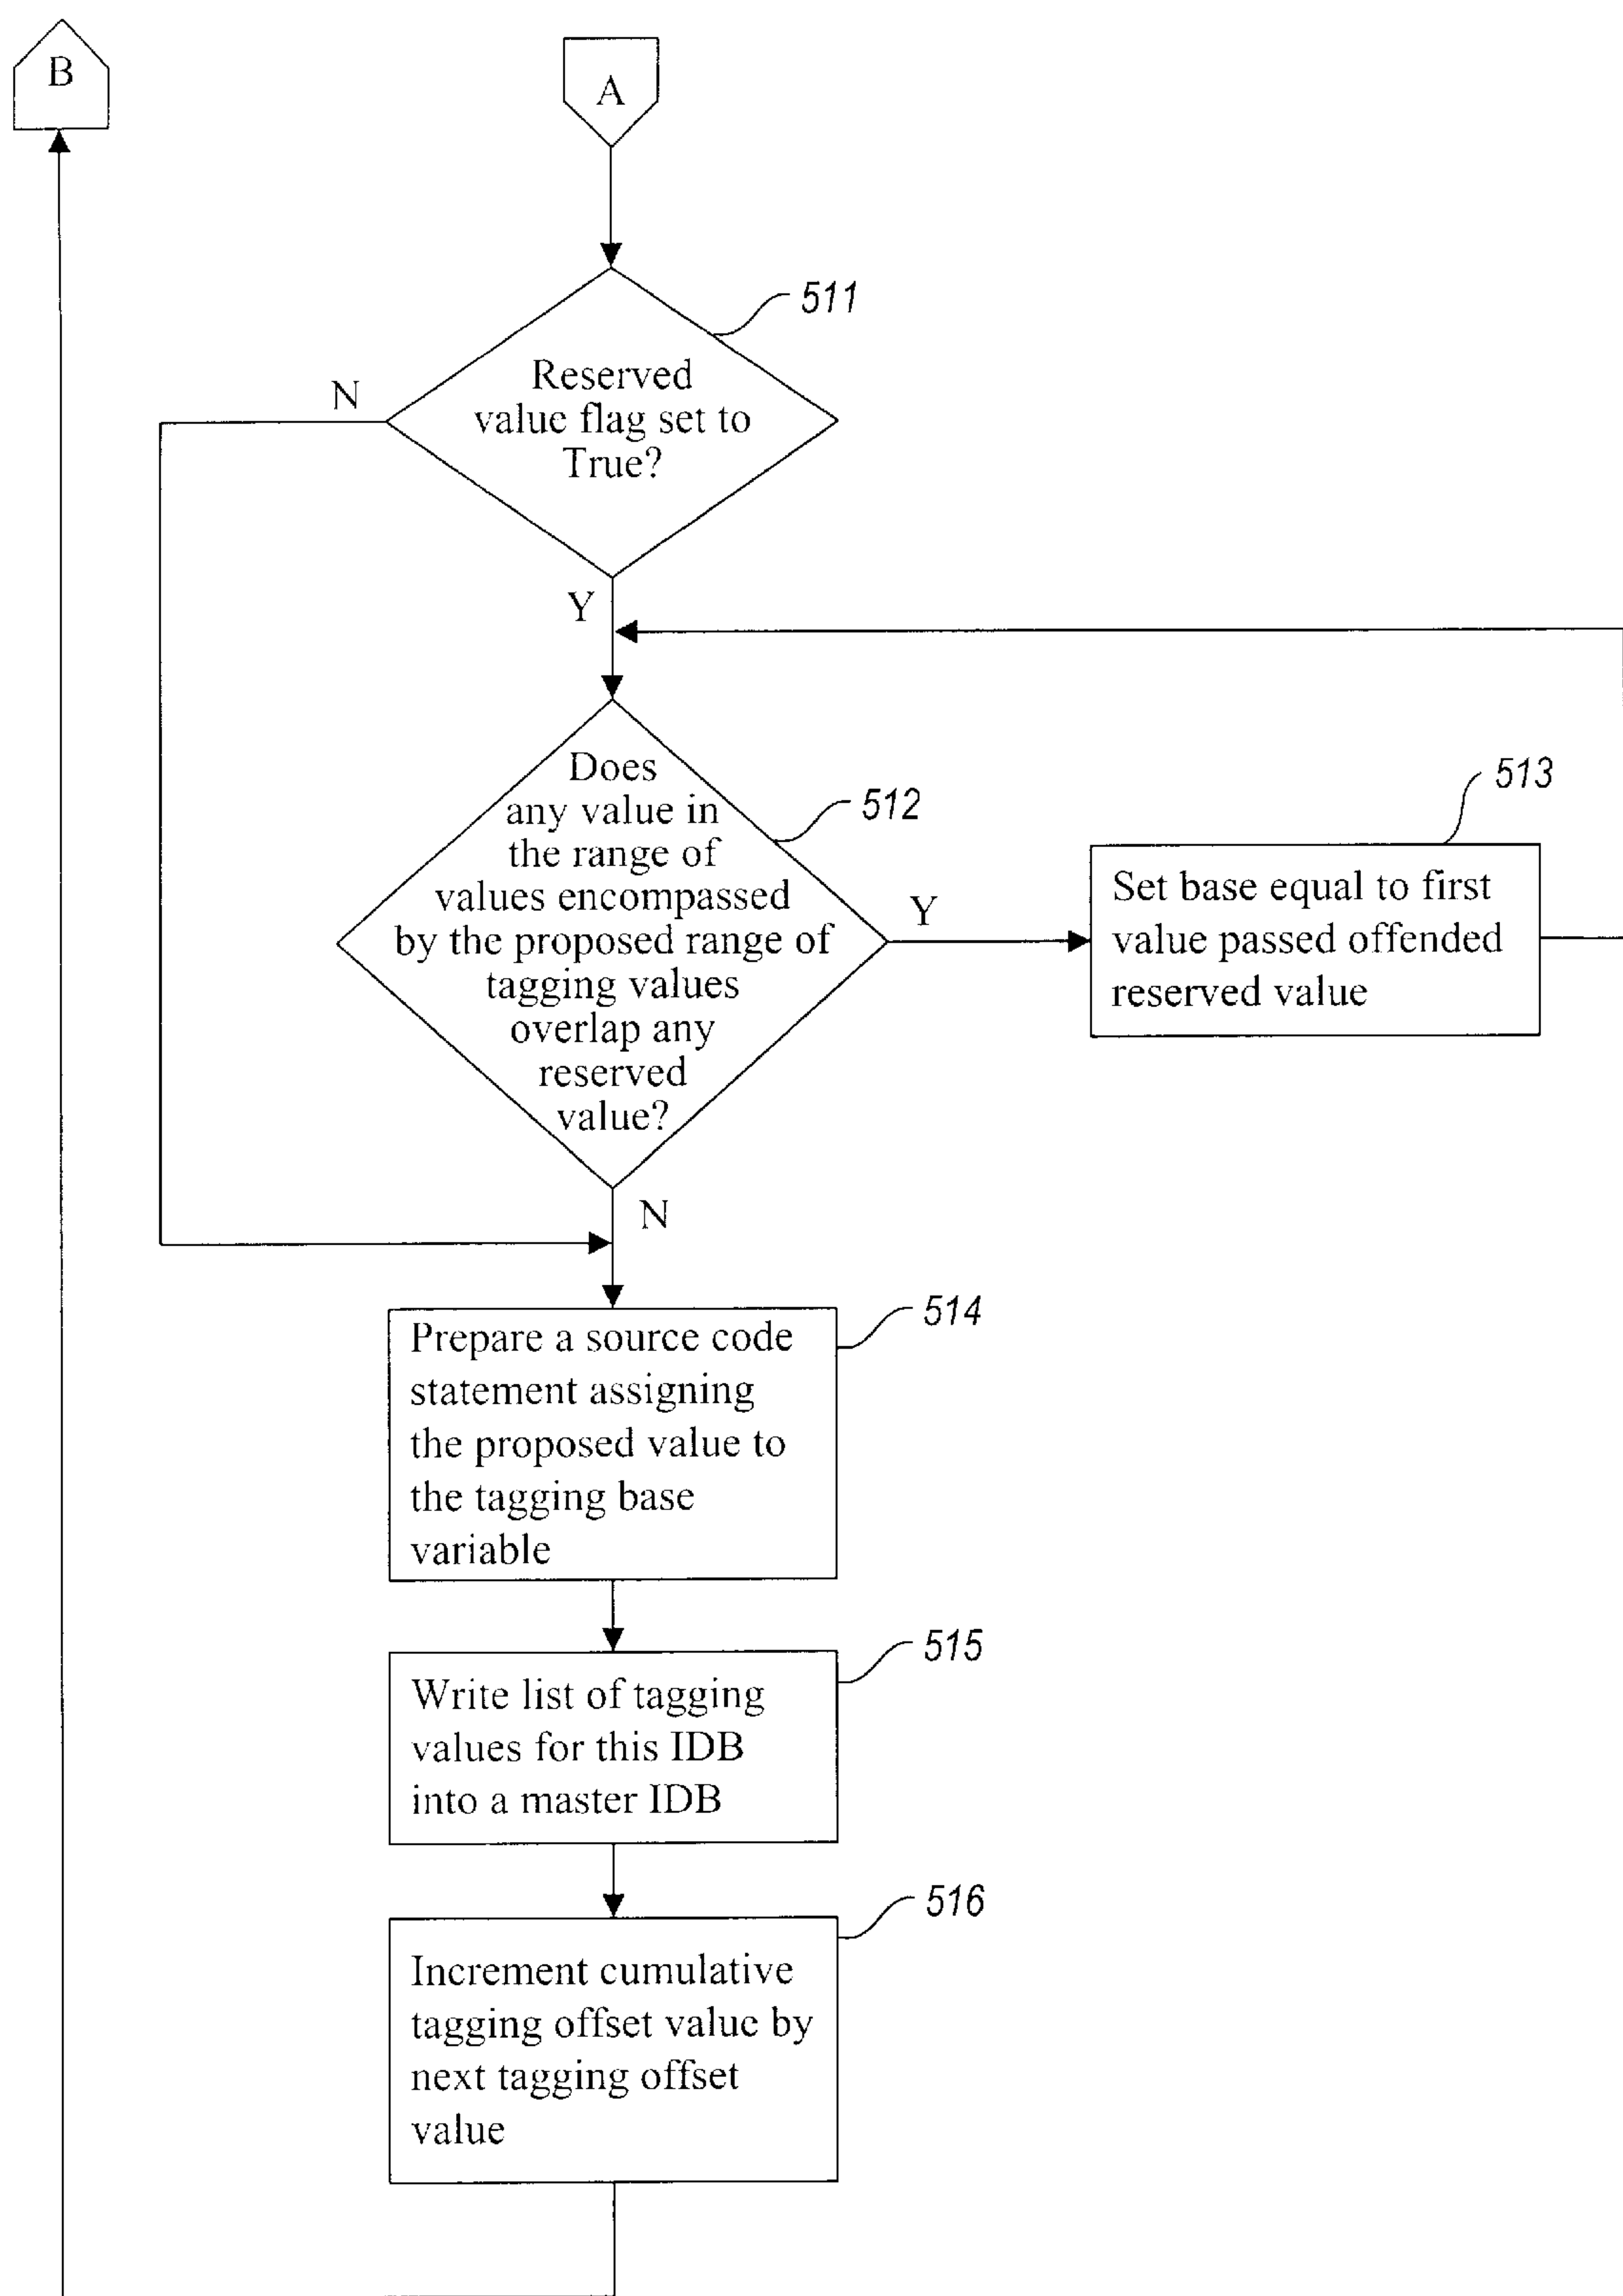 B
A
511
Reserved
value flag set to
True?
N
Y
Does
any value in
the range of
values encompassed
by the proposed range of
tagging values
overlap any
reserved
value?
512
Y
513
Set base equal to first
value passed offended
reserved value
N
514
Prepare a source code
statement assigning
the proposed value to
the tagging base
variable
515
Write list of tagging
values for this IDB
into a master IDB
516
Increment cumulative
tagging offset value by
next tagging offset
value